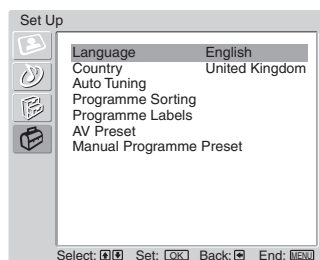 Set Up
Language English
Country United Kingdom
Auto Tuning
Programme Sorting
Programme Labels
AV Preset
Manual Programme Preset
Select: Set: OK Back: End: MENU